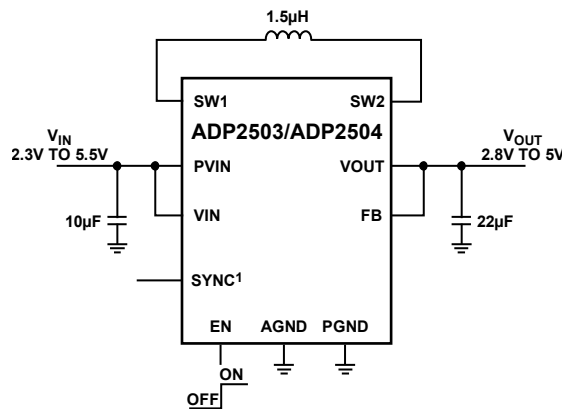 1.5µH
SW1
SW2
ADP2503/ADP2504
VIN
2.3V TO 5.5V
PVIN
VOUT
VOUT
2.8V TO 5V
10µF
VIN
FB
22µF
SYNC¹
EN
AGND
PGND
ON
OFF